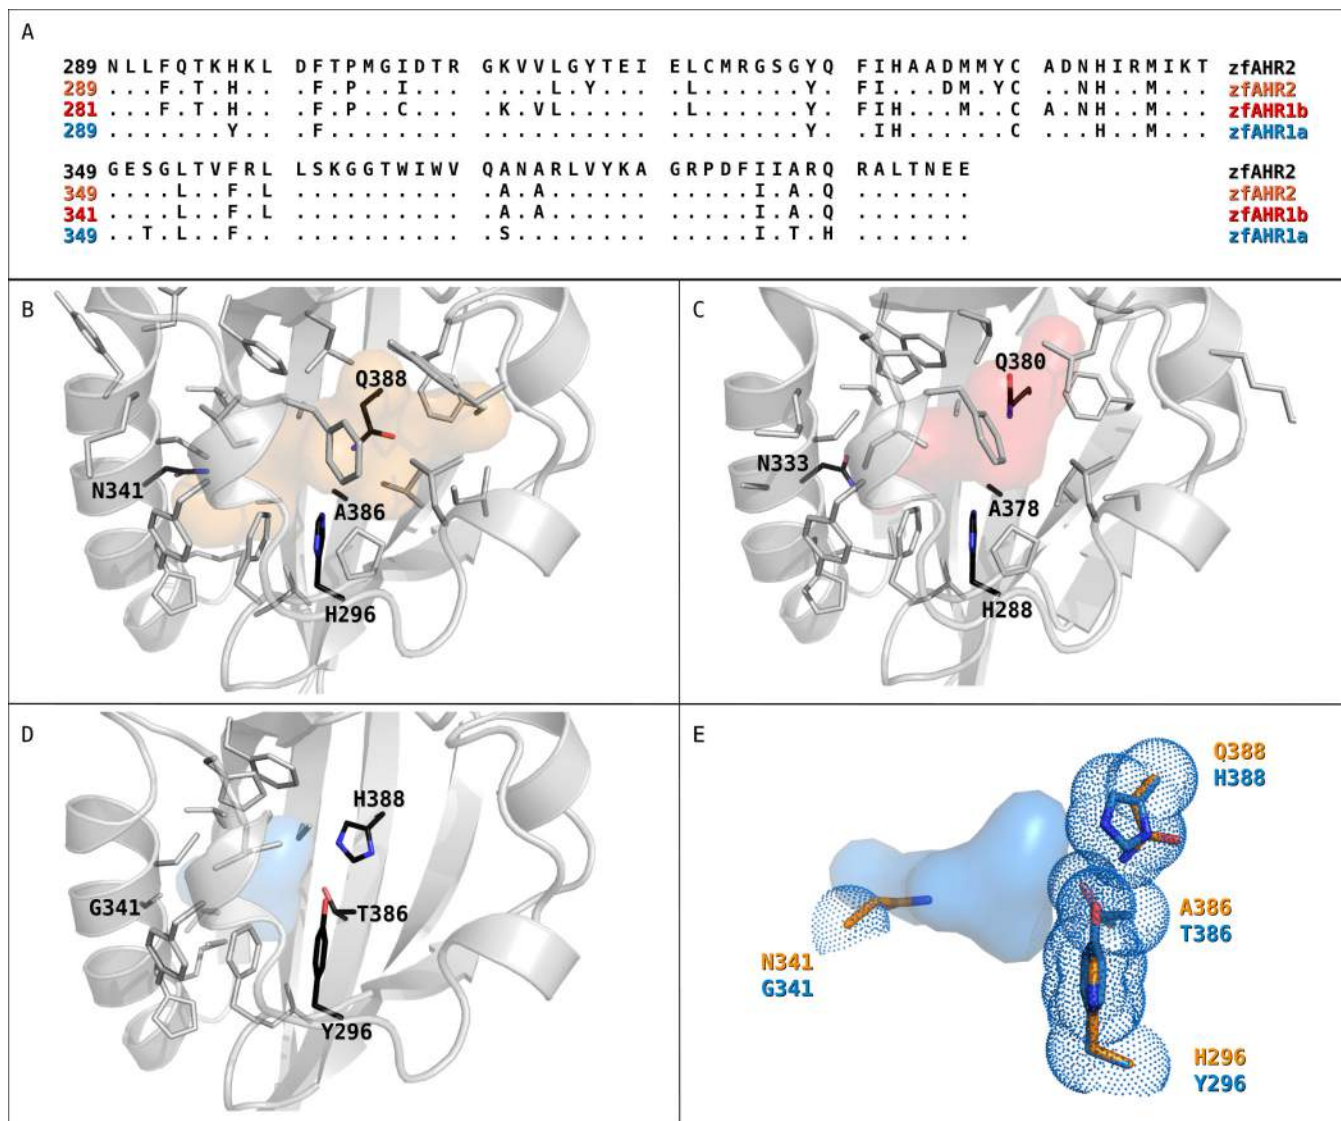 A
289 NLLFQTKHKL DFTPMGIDTR GKVVLGYTEI ELCMRGSGYQ FIHAADMMYC ADNHIRMIKT zfAHR2
289 ...F.T.H.. .F.P..I... ....L.Y... .L......Y. FI...DM.YC ..NH..M... zfAHR2
281 ...F.T.H.. .F.P..C... .K.VL..... .L......Y. FIH...M..C A.NH..M... zfAHR1b
289 .......Y.. .F........ .......... ........Y. .IH......C ...H..M... zfAHR1a
349 GESGLTVFRL LSKGGTWIWV QANARLVYKA GRPDFIIARQ RALTNEE zfAHR2
349 ....L..F.L .......... .A.A...... .....I.A.Q ....... zfAHR2
341 ....L..F.L .......... .A.A...... .....I.A.Q ....... zfAHR1b
349 ..T.L..F.. .......... .S........ .....I.T.H ....... zfAHR1a
B
Q388
N341
A386
H296
C
Q380
N333
A378
H288
D
H388
G341
T386
Y296
E
Q388
H388
A386
T386
N341
G341
H296
Y296